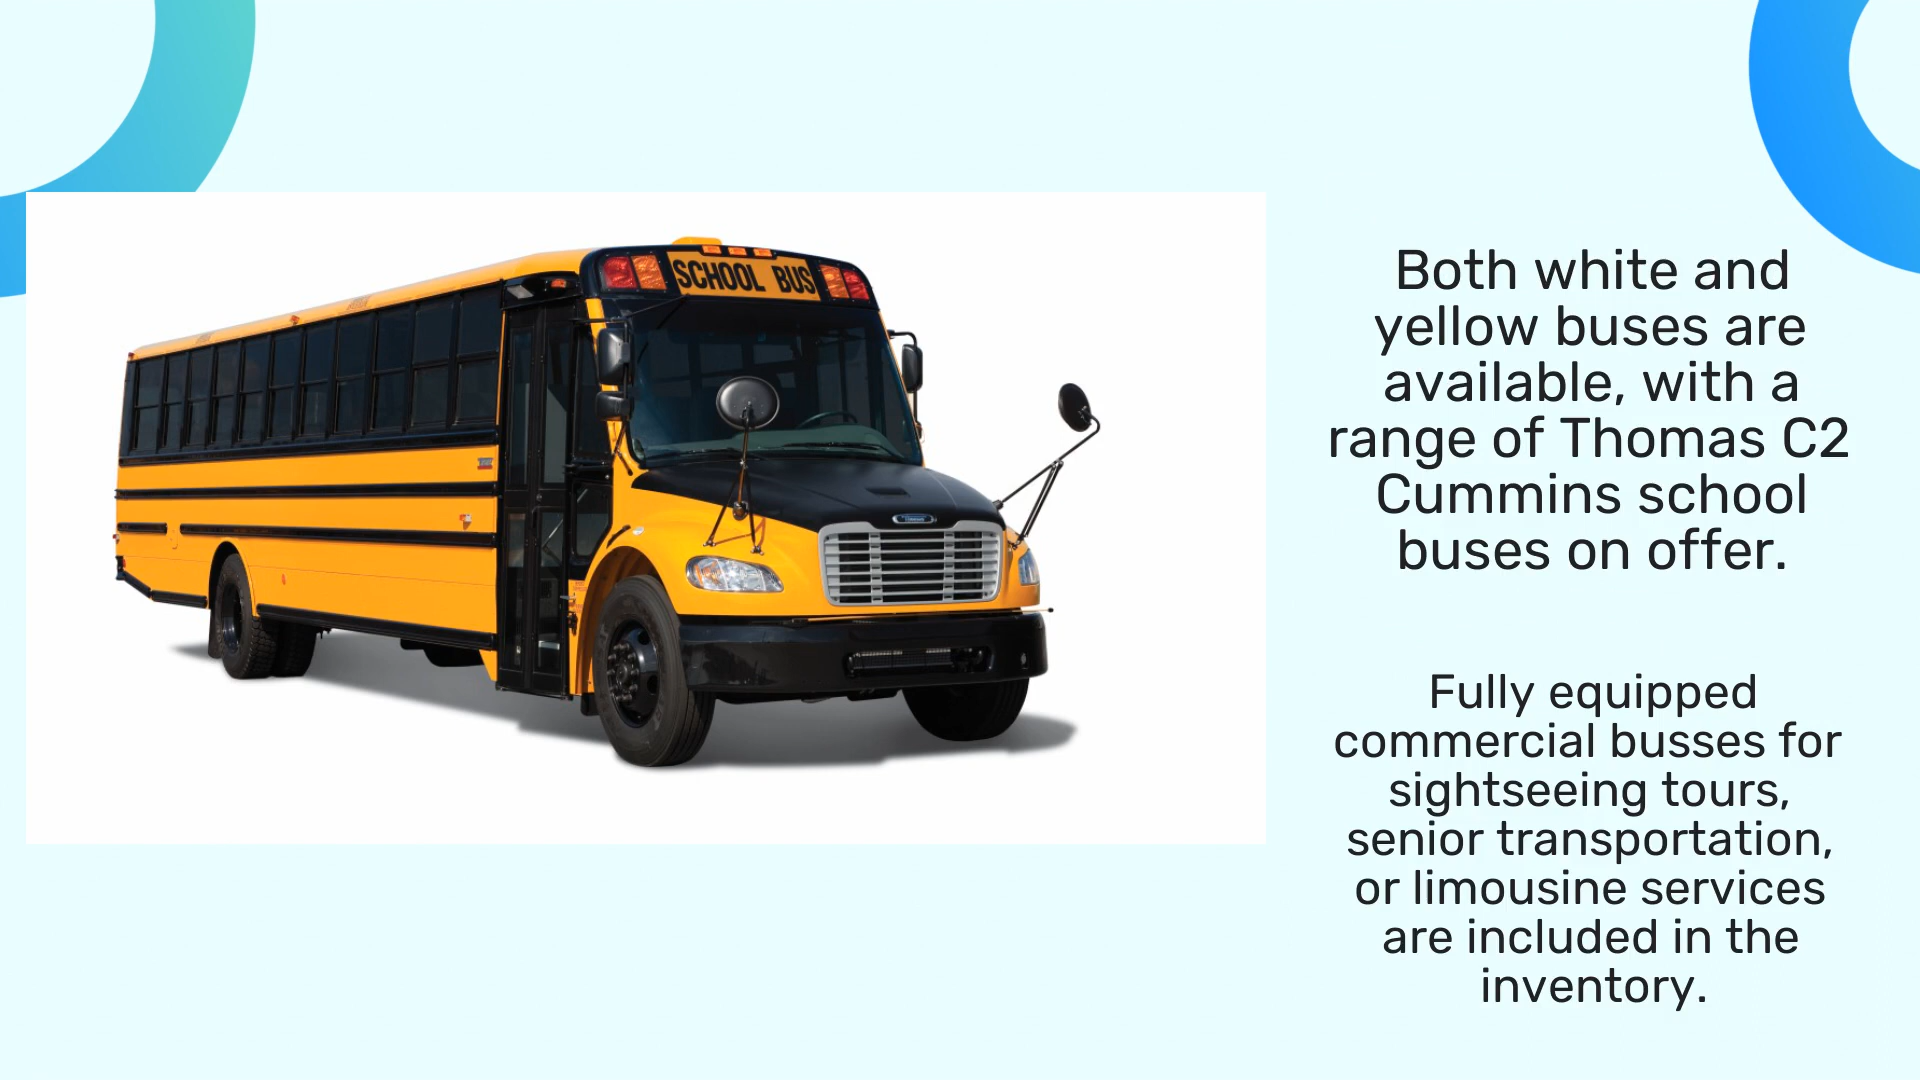 SCHOOL BUS
Both white and
yellow buses are
available, with a
range of Thomas C2
Cummins school
buses on offer.
Fully equipped
commercial busses for
sightseeing tours,
senior transportation,
or limousine services
are included in the
inventory.